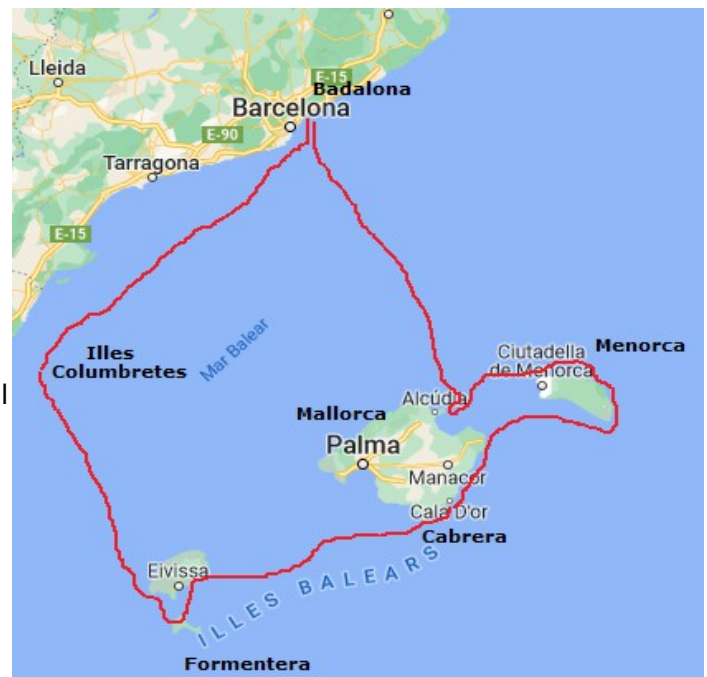 Lleida
E-15
Badalona
Barcelona
E-90
Tarragona
E-15
Mar Balear
Illes
Columbretes
Menorca
Ciutadella
de Menorca
l
Alcúdia
Mallorca
Palma
Manacor
Cala D'or
Cabrera
Eivissa
ILLES BALEARS
Formentera